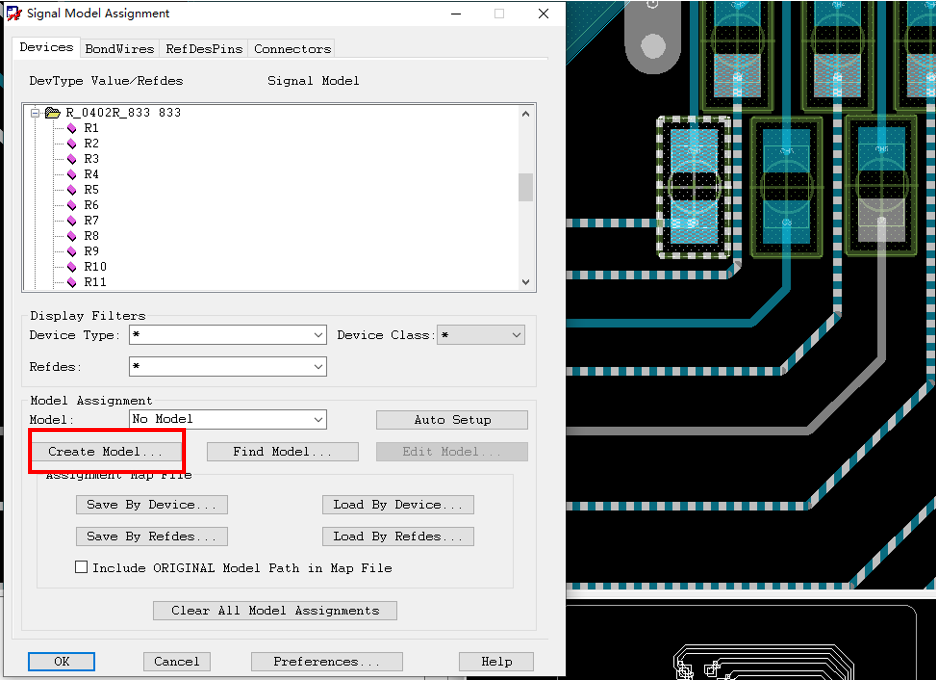 Signal Model Assignment
Devices BondWires RefDesPins Connectors
DevType Value/Refdes Signal Model
R_0402R_833 833
R1
R2
R3
R4
R5
R6
R7
R8
R9
R10
R11
Display Filters
Device Type: * Device Class: *
Refdes: *
Model Assignment
Model: No Model Auto Setup
Create Model... Find Model... Edit Model...
Assignment Map File
Save By Device... Load By Device...
Save By Refdes... Load By Refdes...
Include ORIGINAL Model Path in Map File
Clear All Model Assignments
OK Cancel Preferences... Help